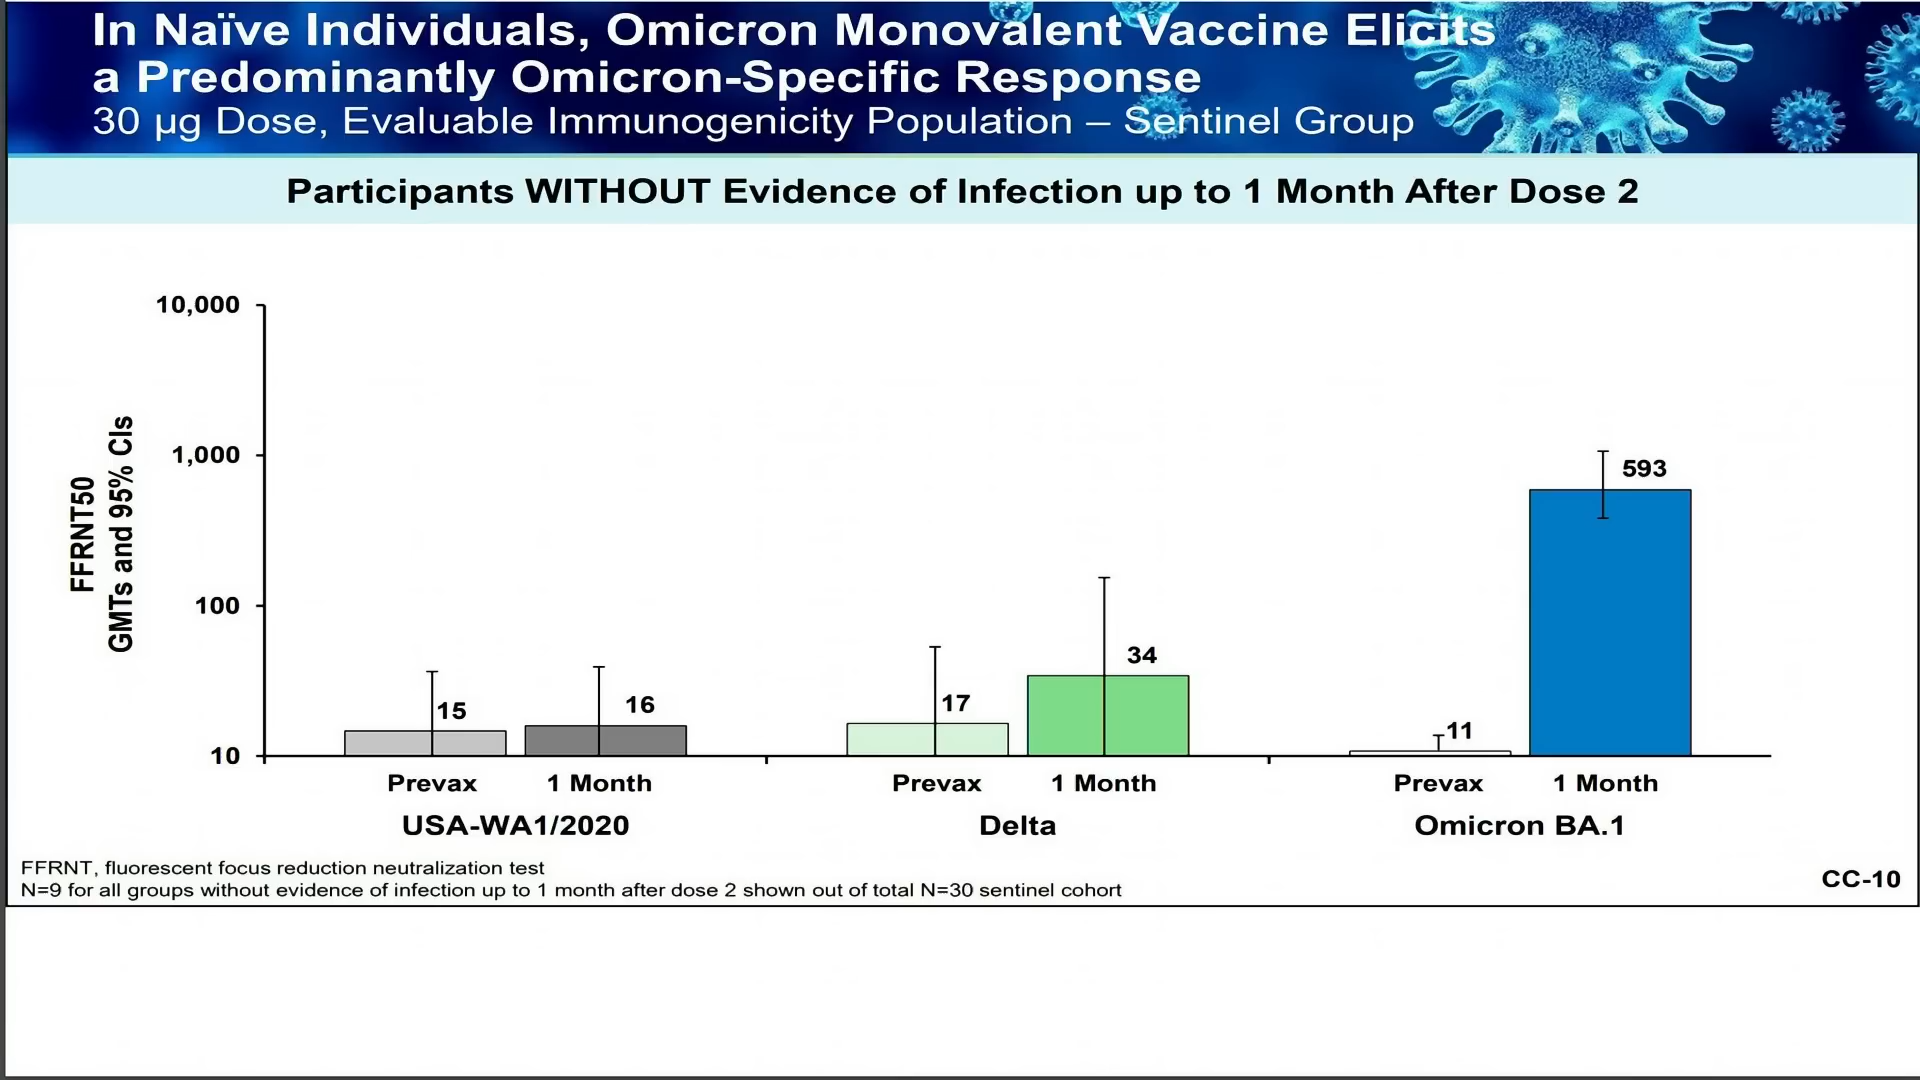 In Naïve Individuals, Omicron Monovalent Vaccine Elicits
a Predominantly Omicron-Specific Response
30 µg Dose, Evaluable Immunogenicity Population – Sentinel Group
Participants WITHOUT Evidence of Infection up to 1 Month After Dose 2
FFRNT50
GMTs and 95% CIs
10,000
1,000
100
10
15
16
17
34
11
593
Prevax
1 Month
Prevax
1 Month
Prevax
1 Month
USA-WA1/2020
Delta
Omicron BA.1
FFRNT, fluorescent focus reduction neutralization test
N=9 for all groups without evidence of infection up to 1 month after dose 2 shown out of total N=30 sentinel cohort
CC-10